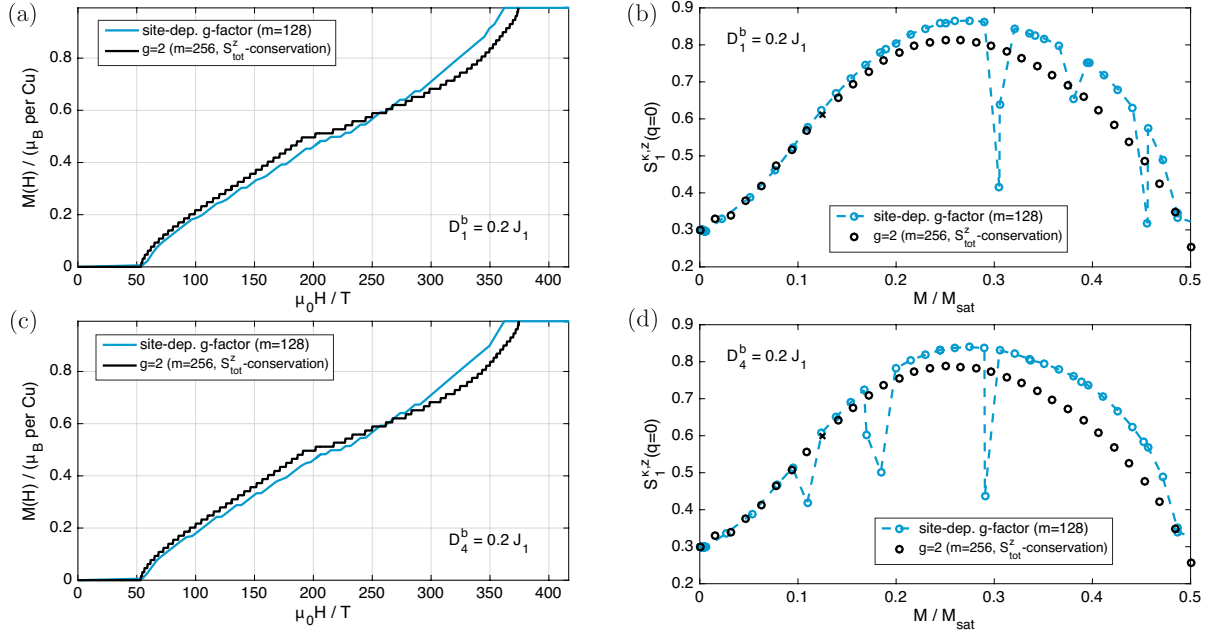 (a)
M(H) / (μ_B per Cu)
1
0.8
0.6
0.4
0.2
0
site-dep. g-factor (m=128)
g=2 (m=256, S^z_tot-conservation)
D^b_1 = 0.2 J_1
0 50 100 150 200 250 300 350 400
μ_0H / T
(b)
S_1^{κ,z}(q=0)
0.9
0.8
0.7
0.6
0.5
0.4
0.3
0.2
D^b_1 = 0.2 J_1
site-dep. g-factor (m=128)
g=2 (m=256, S^z_tot-conservation)
0 0.1 0.2 0.3 0.4 0.5
M / M_sat
(c)
M(H) / (μ_B per Cu)
0.8
0.6
0.4
0.2
0
site-dep. g-factor (m=128)
g=2 (m=256, S^z_tot-conservation)
D^b_4 = 0.2 J_1
0 50 100 150 200 250 300 350 400
μ_0H / T
(d)
S_1^{κ,z}(q=0)
0.9
0.8
0.7
0.6
0.5
0.4
0.3
0.2
D^b_4 = 0.2 J_1
site-dep. g-factor (m=128)
g=2 (m=256, S^z_tot-conservation)
0 0.1 0.2 0.3 0.4 0.5
M / M_sat